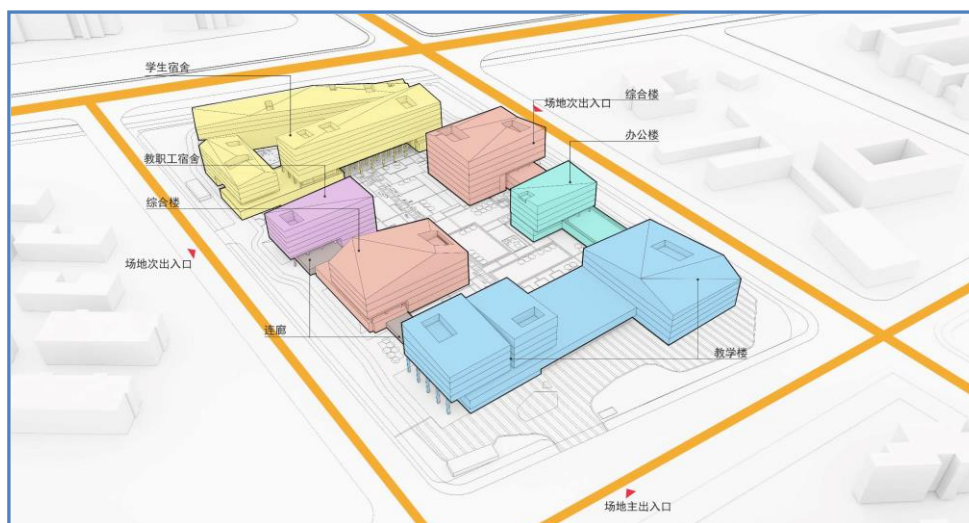 学生宿舍
综合楼
场地次出入口
办公楼
教职工宿舍
综合楼
场地次出入口
连廊
教学楼
场地主出入口